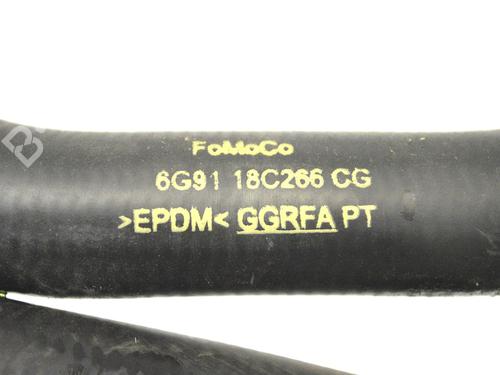 FoMoCo
6G91 18C266 CG
>EPDM< GGRFA PT